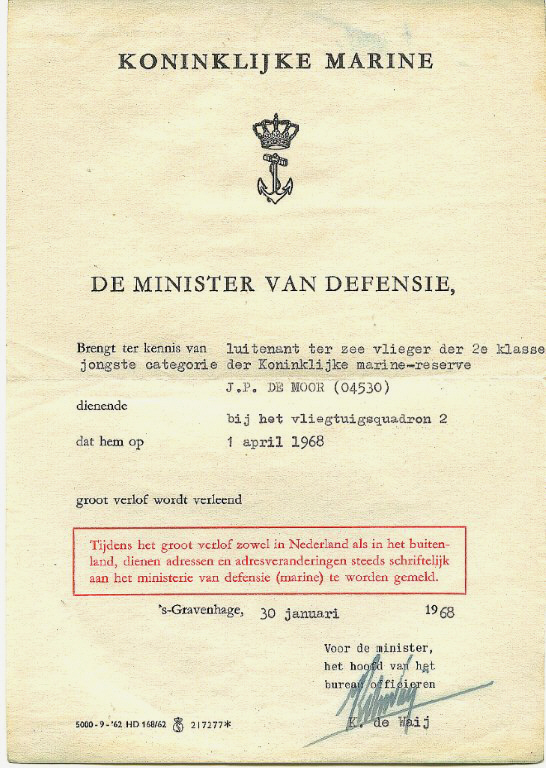 KONINKLIJKE MARINE
DE MINISTER VAN DEFENSIE,
Brengt ter kennis van luitenant ter zee vlieger der 2e klasse
jongste categorie der Koninklijke marine-reserve
J.P. DE MOOR (04530)
dienende
bij het vliegtuigsquadron 2
dat hem op 1 april 1968
groot verlof wordt verleend
Tijdens het groot verlof zowel in Nederland als in het buiten-
land, dienen adressen en adresveranderingen steeds schriftelijk
aan het ministerie van defensie (marine) te worden gemeld.
's-Gravenhage, 30 januari 1968
Voor de minister,
het hoofd van het
bureau officieren
K. de Waij
5000-9-'62 HD 168/62 217277*